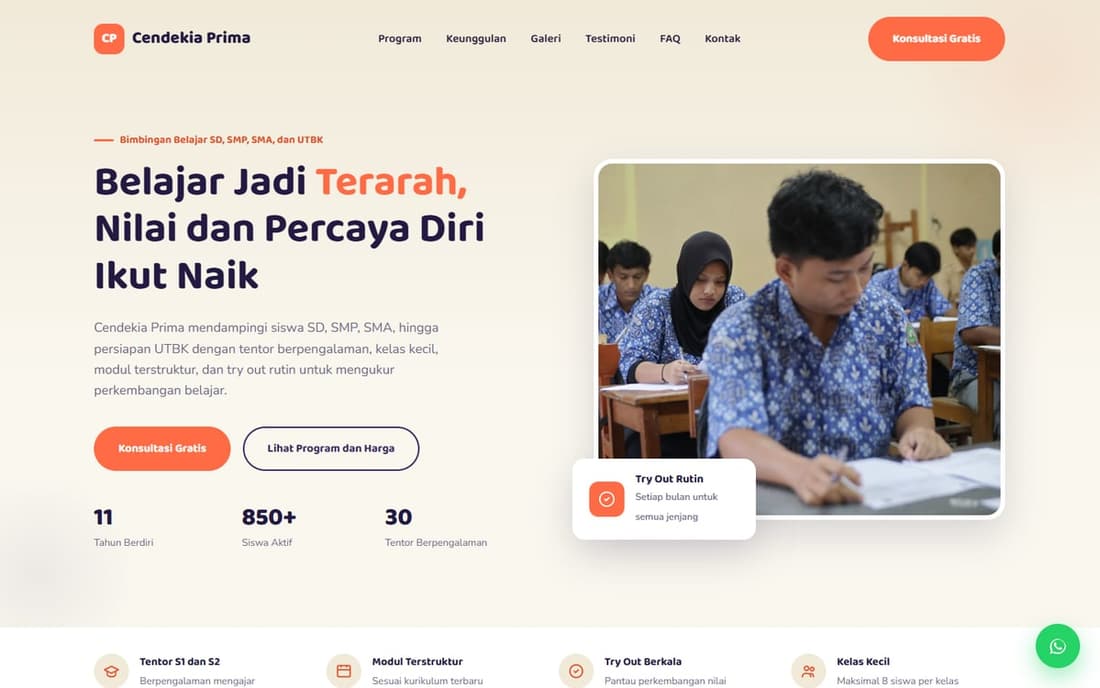 CP Cendekia Prima
Program Keunggulan Galeri Testimoni FAQ Kontak
Konsultasi Gratis
Bimbingan Belajar SD, SMP, SMA, dan UTBK
Belajar Jadi Terarah,
Nilai dan Percaya Diri
Ikut Naik
Cendekia Prima mendampingi siswa SD, SMP, SMA, hingga
persiapan UTBK dengan tentor berpengalaman, kelas kecil,
modul terstruktur, dan try out rutin untuk mengukur
perkembangan belajar.
Konsultasi Gratis
Lihat Program dan Harga
11
Tahun Berdiri
850+
Siswa Aktif
30
Tentor Berpengalaman
Try Out Rutin
Setiap bulan untuk
semua jenjang
Tentor S1 dan S2
Berpengalaman mengajar
Modul Terstruktur
Sesuai kurikulum terbaru
Try Out Berkala
Pantau perkembangan nilai
Kelas Kecil
Maksimal 8 siswa per kelas